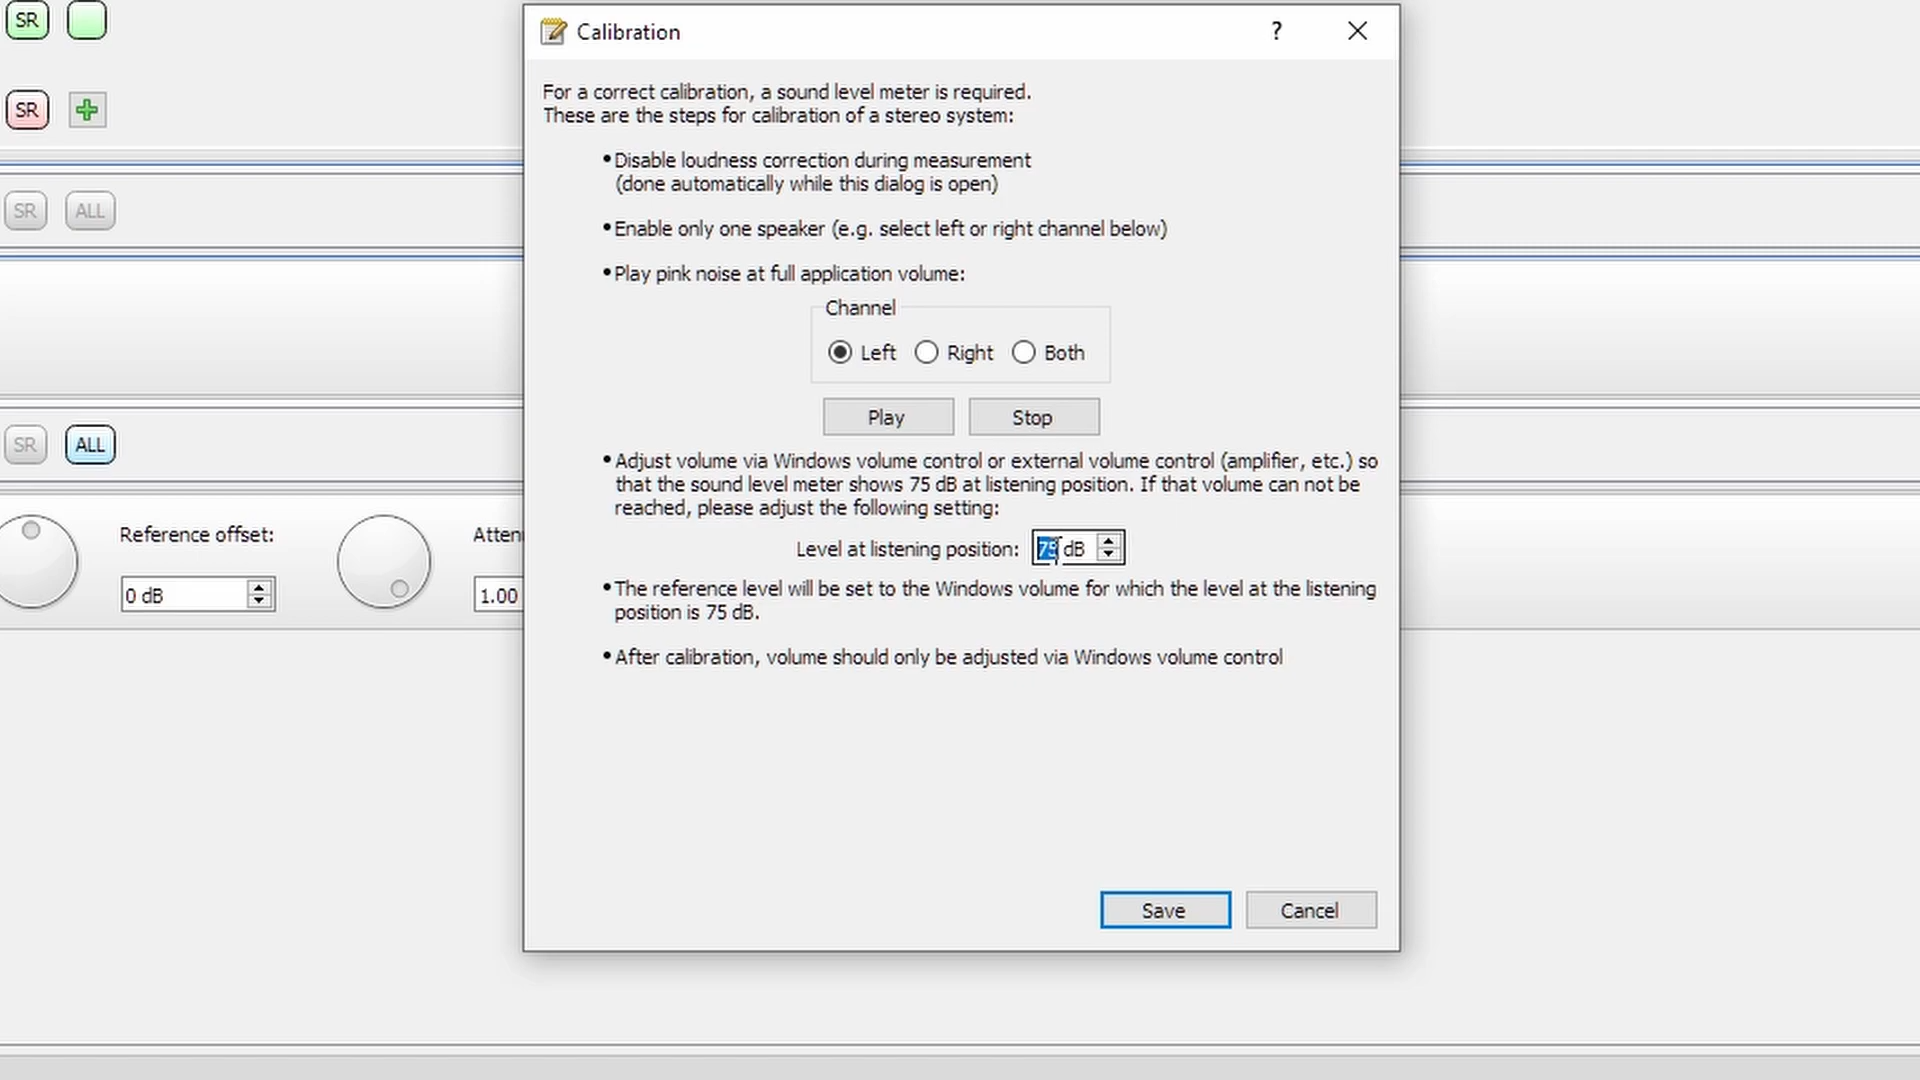 SR
SR
SR ALL
SR ALL
Reference offset:
Atten
0 dB
1.00
Calibration
?
For a correct calibration, a sound level meter is required.
These are the steps for calibration of a stereo system:
•Disable loudness correction during measurement
(done automatically while this dialog is open)
•Enable only one speaker (e.g. select left or right channel below)
•Play pink noise at full application volume:
Channel
Left Right Both
Play Stop
•Adjust volume via Windows volume control or external volume control (amplifier, etc.) so
that the sound level meter shows 75 dB at listening position. If that volume can not be
reached, please adjust the following setting:
Level at listening position: 75 dB
•The reference level will be set to the Windows volume for which the level at the listening
position is 75 dB.
•After calibration, volume should only be adjusted via Windows volume control
Save Cancel